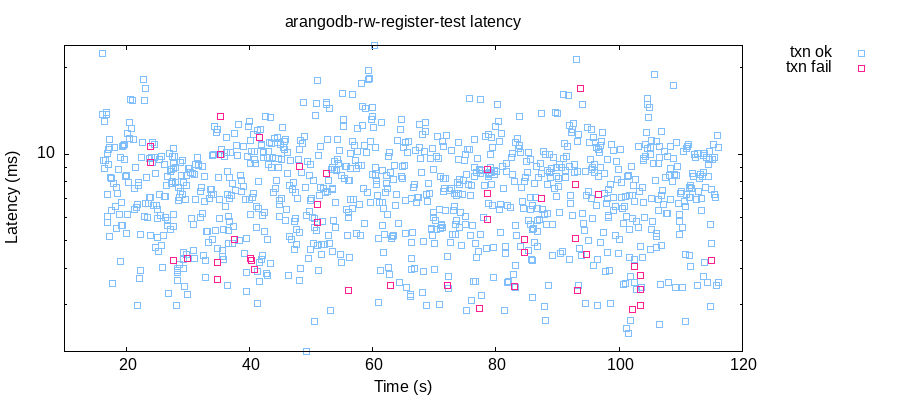 arangodb-rw-register-test latency
txn ok
txn fail
10
Latency (ms)
20 40 60 80 100 120
Time (s)